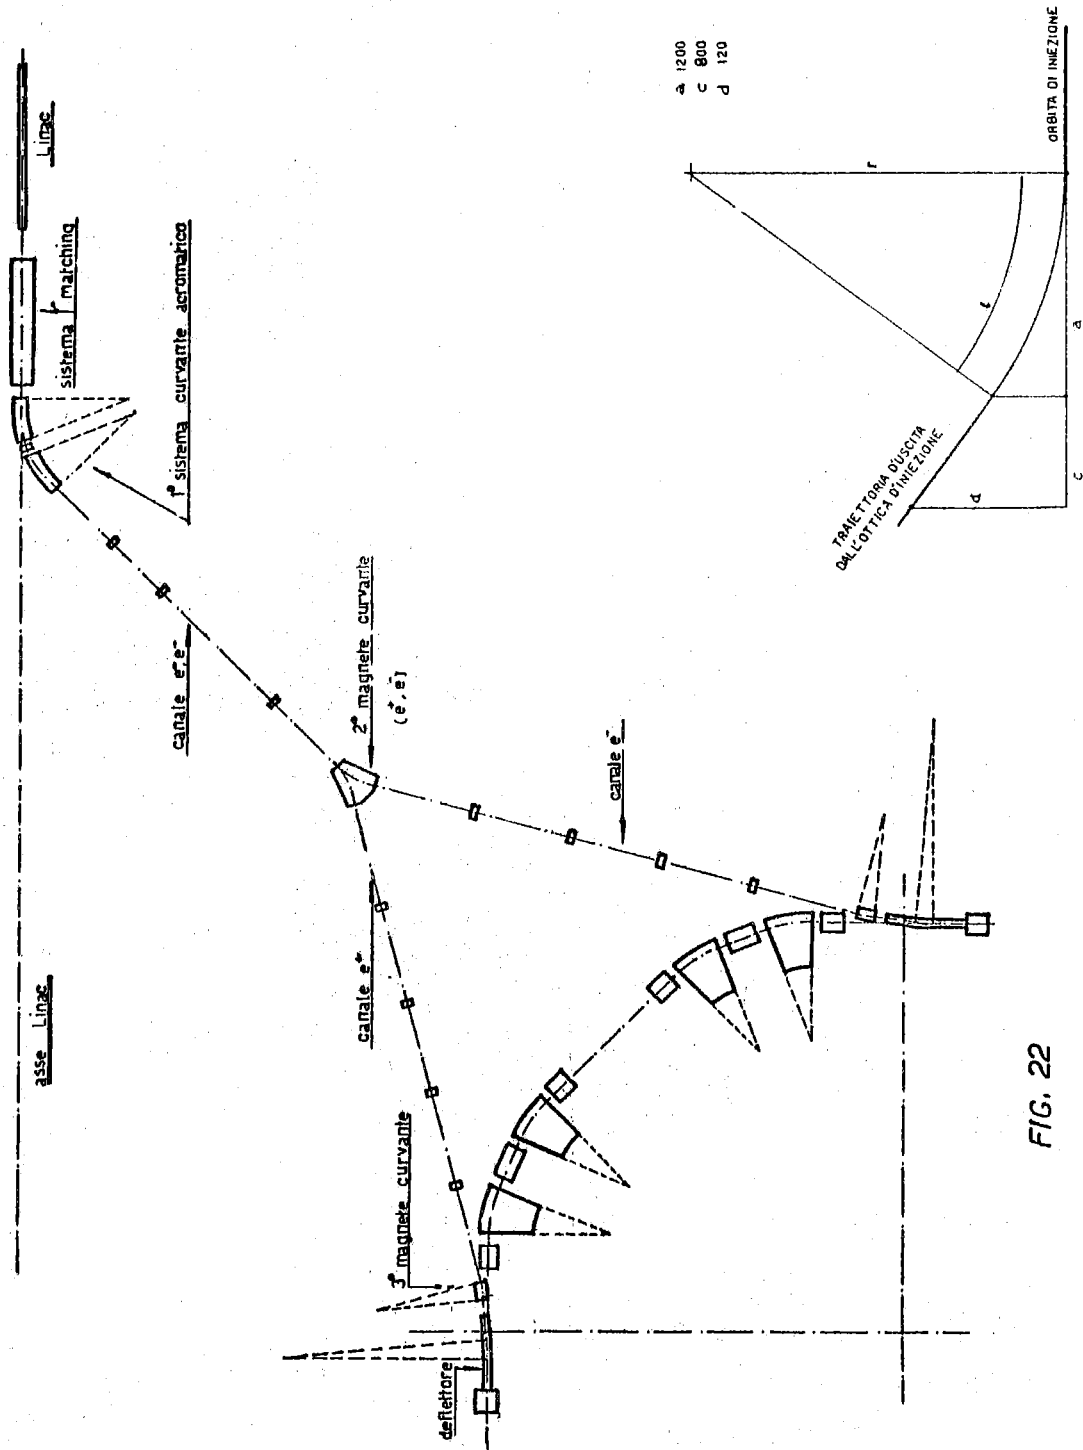 Linac
sistema matching
1° sistema curvante acromatico
asse Linac
canale e⁺,e⁻
2° magnete curvante
(e⁺, e⁻)
canale e⁺
canale e⁻
3° magnete curvante
deflettore
a 1200
c 800
d 120
r
TRAIETTORIA D'USCITA
DALL'OTTICA D'INIEZIONE
d
c
a
ORBITA DI INIEZIONE
FIG. 22